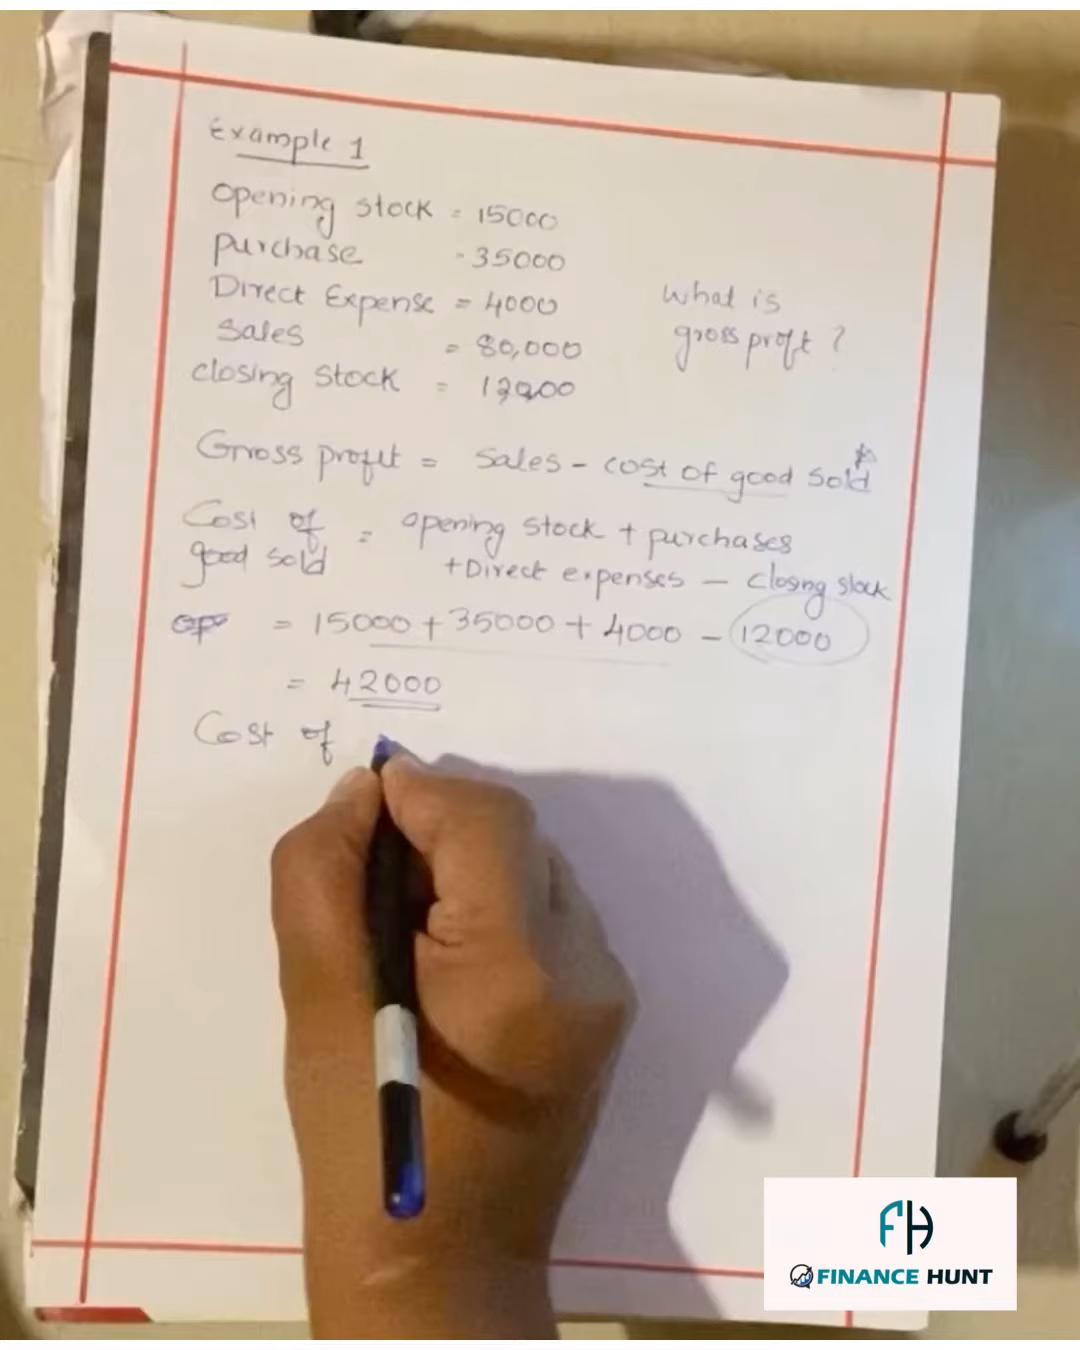 Example 1
Opening stock = 15000
purchase - 35000
Direct Expense = 4000
Sales = 80,000
closing stock = 12000
What is
gross profit ?
Gross profit = Sales - cost of good sold
Cost of
good sold
= opening stock + purchases
+ Direct expenses - closing stock
op = 15000 + 35000 + 4000 - 12000
= 42000
Cost of
FH
FINANCE HUNT